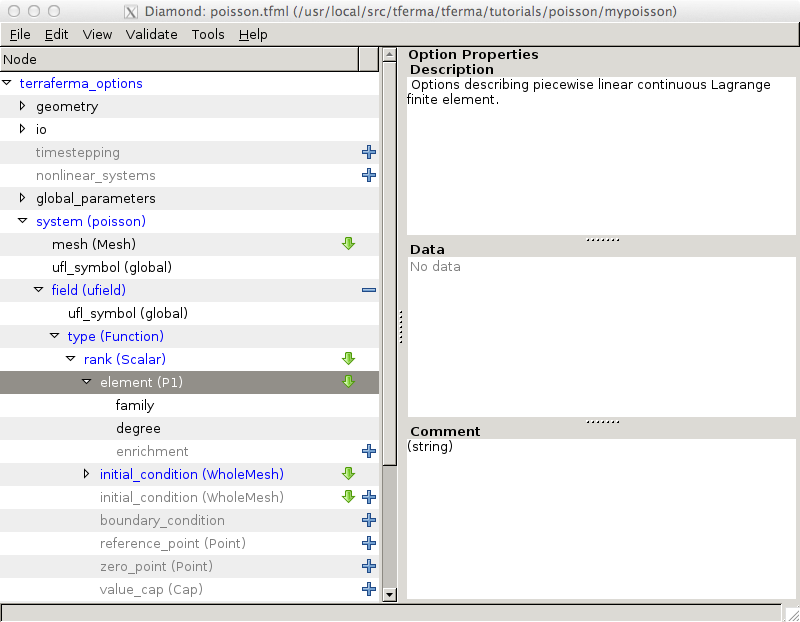 Diamond: poisson.tfml (/usr/local/src/tferma/tferma/tutorials/poisson/mypoisson)
File Edit View Validate Tools Help
Node
terraferma_options
geometry
io
timestepping
nonlinear_systems
global_parameters
system (poisson)
mesh (Mesh)
ufl_symbol (global)
field (ufield)
ufl_symbol (global)
type (Function)
rank (Scalar)
element (P1)
family
degree
enrichment
initial_condition (WholeMesh)
initial_condition (WholeMesh)
boundary_condition
reference_point (Point)
zero_point (Point)
value_cap (Cap)
Option Properties
Description
Options describing piecewise linear continuous Lagrange
finite element.
Data
No data
Comment
(string)